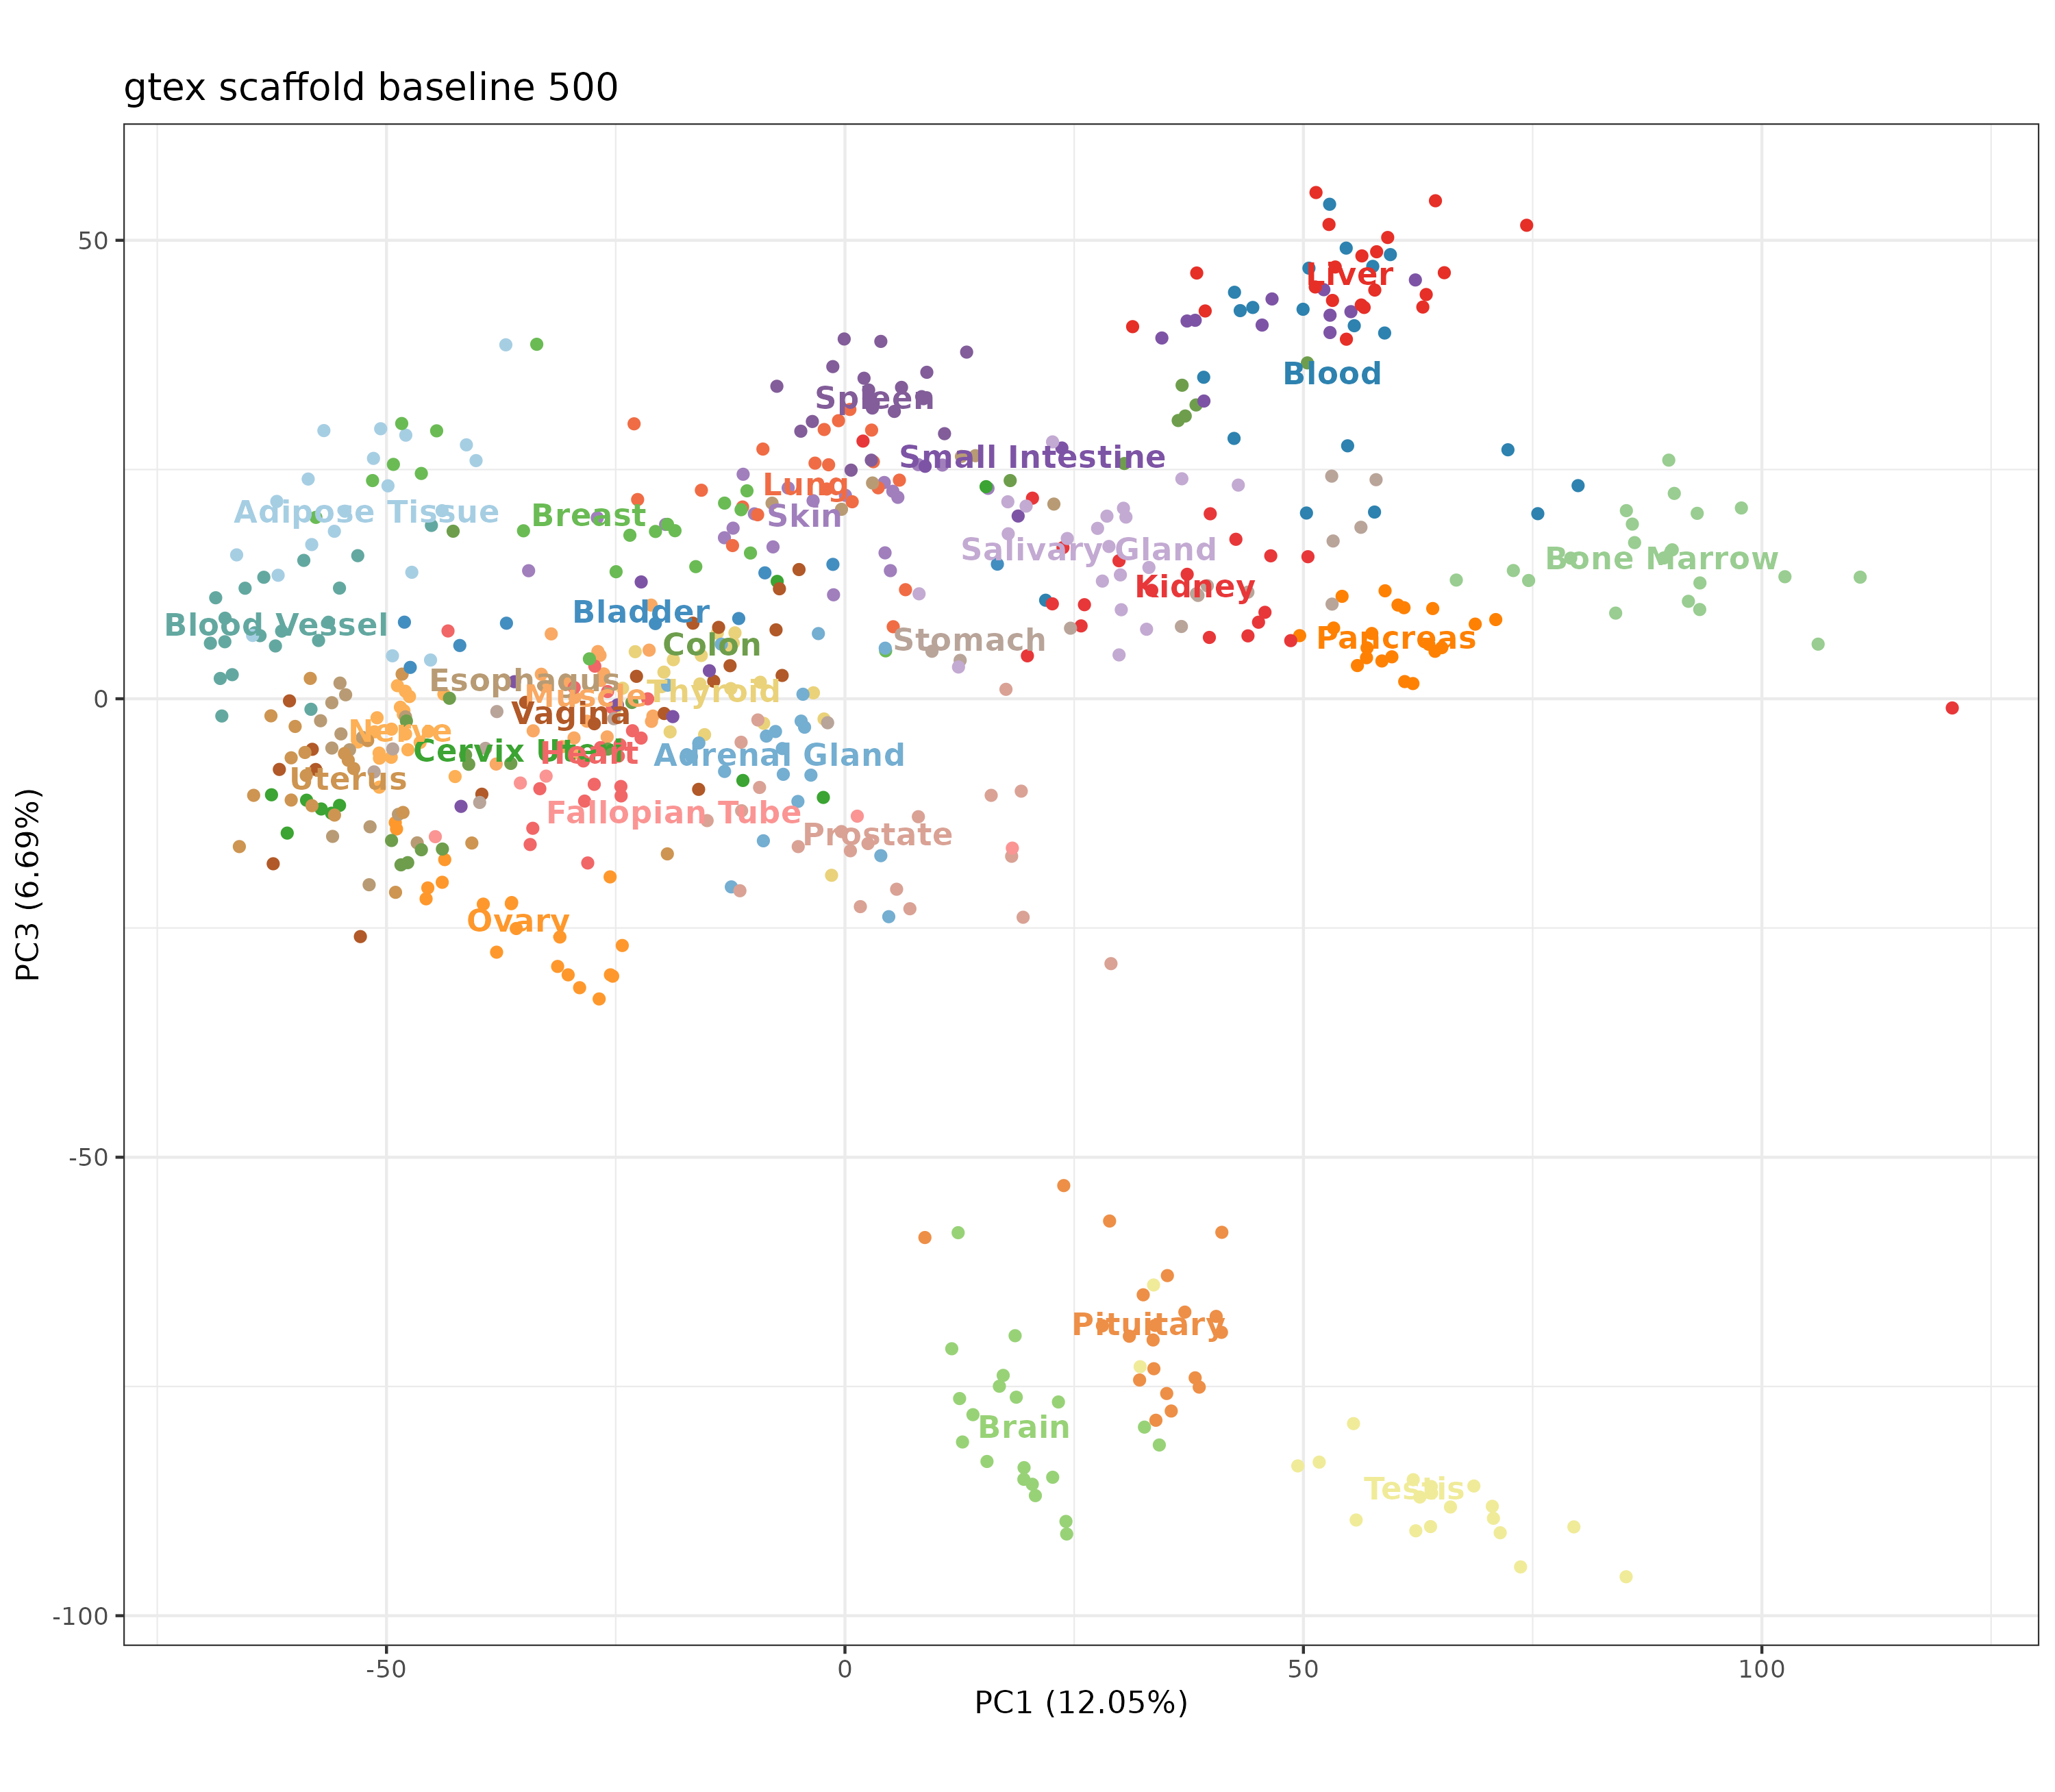 gtex scaffold baseline 500
50
Liver
Blood
Spleen
Small Intestine
Lung
Adipose Tissue
Breast
Skin
Salivary Gland
Bone Marrow
Kidney
Bladder
Blood Vessel
Colon
Stomach
Pancreas
Esophagus
Muscle
Thyroid
0
Vagina
Nerve
Cervix Uteri
Heart
Adrenal Gland
Uterus
Fallopian Tube
Prostate
Ovary
PC3 (6.69%)
-50
Pituitary
Brain
Testis
-100
-50
0
50
100
PC1 (12.05%)